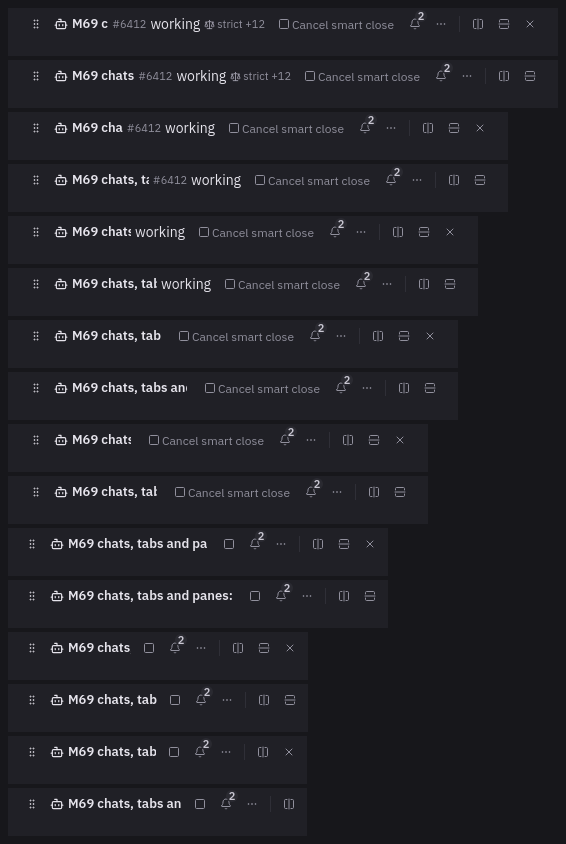 M69 c #6412 working strict +12 Cancel smart close 2
M69 chats #6412 working strict +12 Cancel smart close 2
M69 cha #6412 working Cancel smart close 2
M69 chats, ta #6412 working Cancel smart close 2
M69 chats working Cancel smart close 2
M69 chats, tab working Cancel smart close 2
M69 chats, tab Cancel smart close 2
M69 chats, tabs an Cancel smart close 2
M69 chats Cancel smart close 2
M69 chats, tab Cancel smart close 2
M69 chats, tabs and pa 2
M69 chats, tabs and panes: 2
M69 chats 2
M69 chats, tab 2
M69 chats, tab 2
M69 chats, tabs an 2